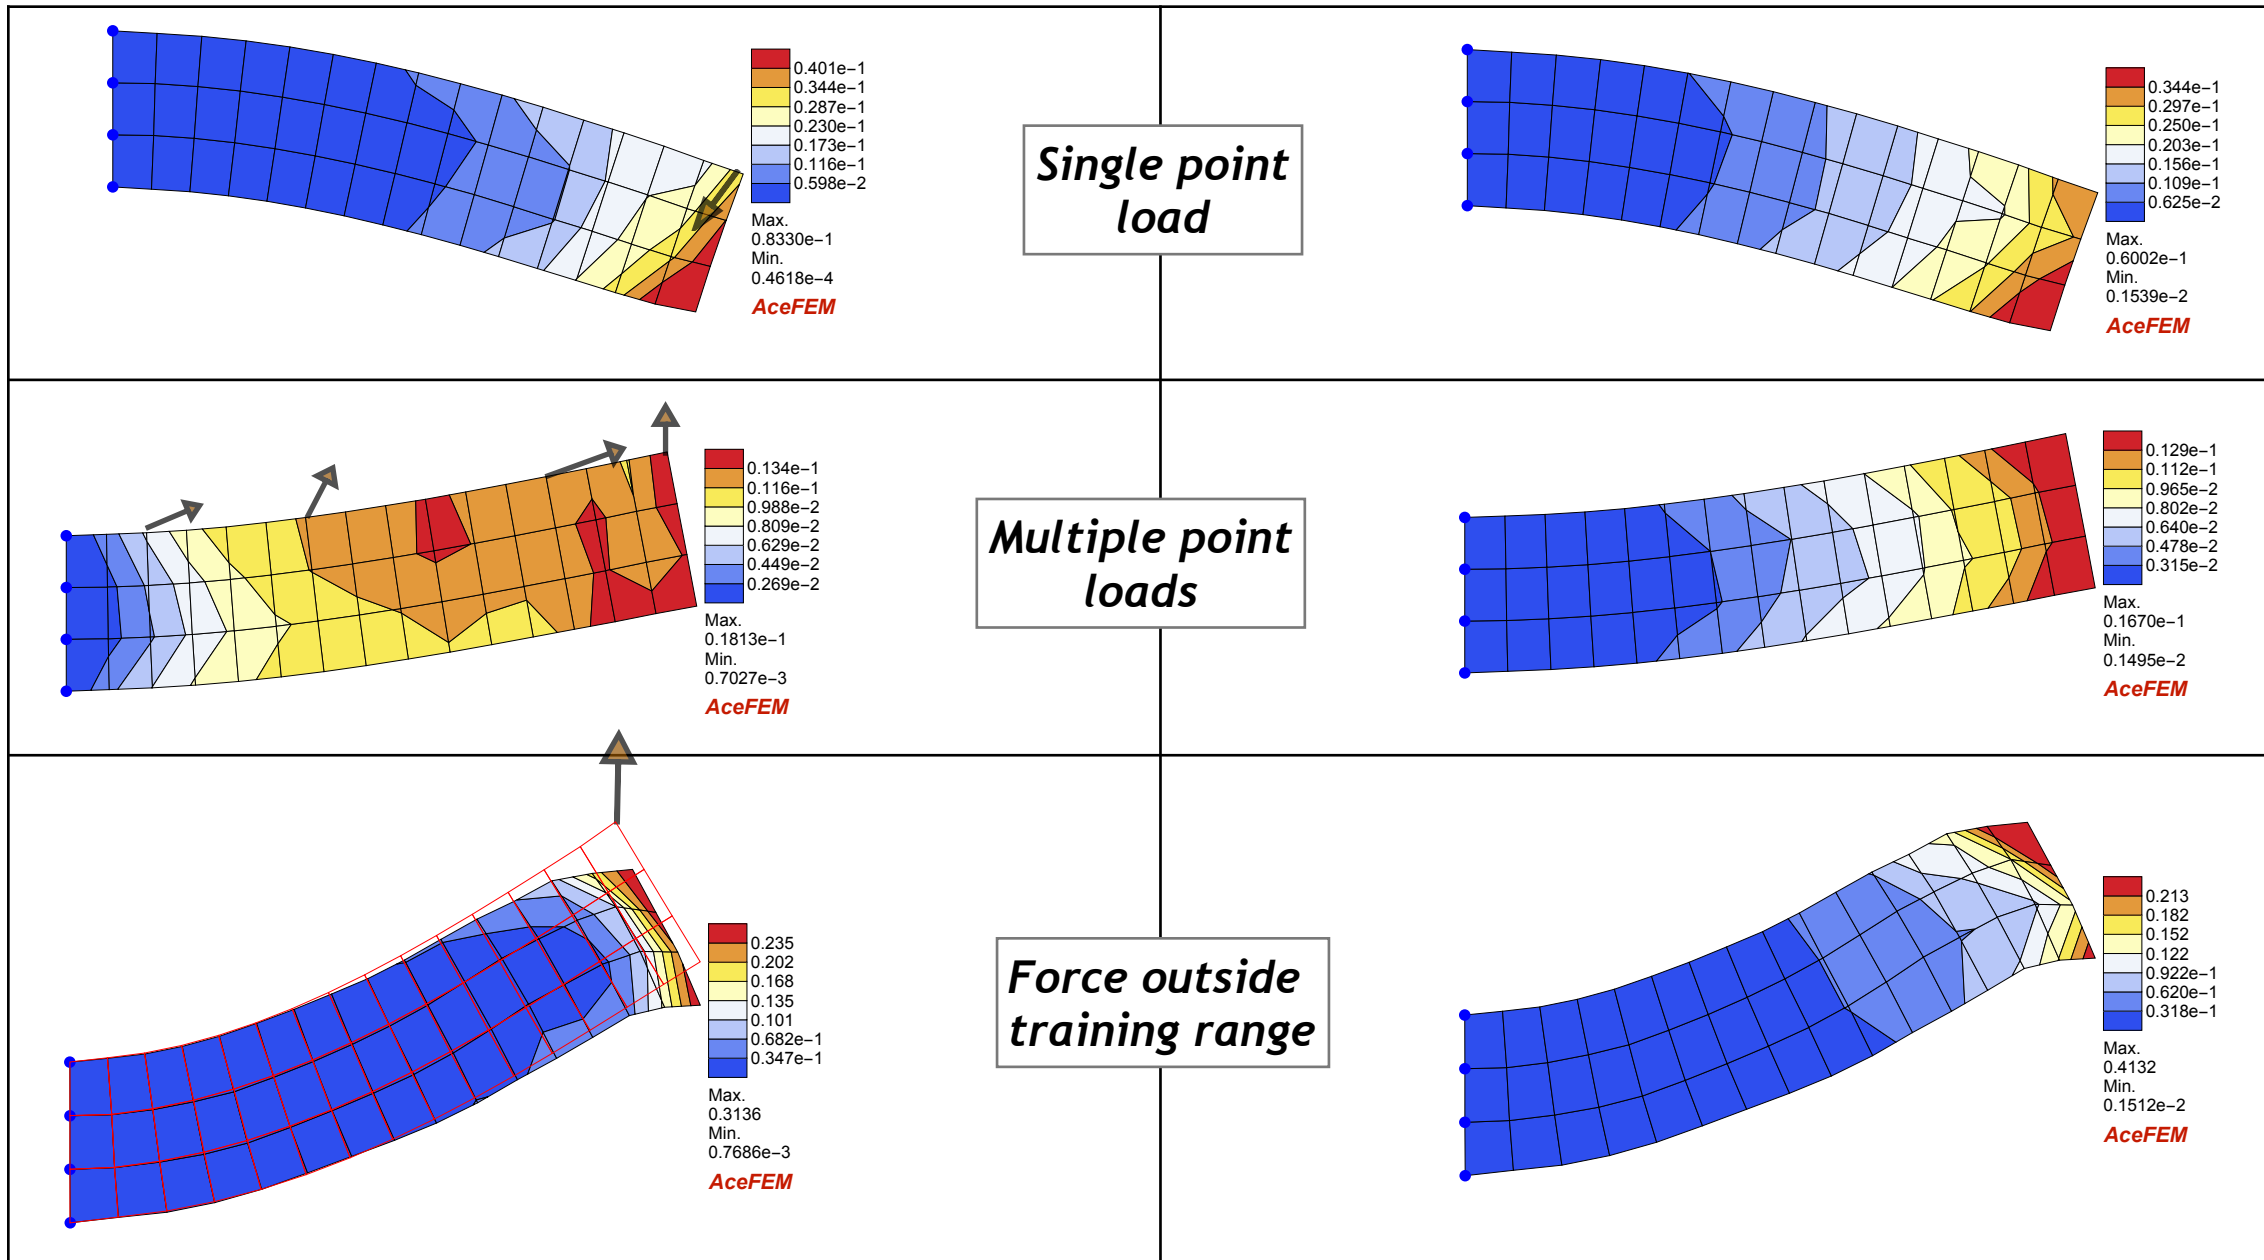 0.401e−1
0.344e−1
0.287e−1
0.230e−1
0.173e−1
0.116e−1
0.598e−2
Max.
0.8330e−1
Min.
0.4618e−4
AceFEM
Single point
load
0.344e−1
0.297e−1
0.250e−1
0.203e−1
0.156e−1
0.109e−1
0.625e−2
Max.
0.6002e−1
Min.
0.1539e−2
AceFEM
0.134e−1
0.116e−1
0.988e−2
0.809e−2
0.629e−2
0.449e−2
0.269e−2
Max.
0.1813e−1
Min.
0.7027e−3
AceFEM
Multiple point
loads
0.129e−1
0.112e−1
0.965e−2
0.802e−2
0.640e−2
0.478e−2
0.315e−2
Max.
0.1670e−1
Min.
0.1495e−2
AceFEM
0.235
0.202
0.168
0.135
0.101
0.682e−1
0.347e−1
Max.
0.3136
Min.
0.7686e−3
AceFEM
Force outside
training range
0.213
0.182
0.152
0.122
0.922e−1
0.620e−1
0.318e−1
Max.
0.4132
Min.
0.1512e−2
AceFEM